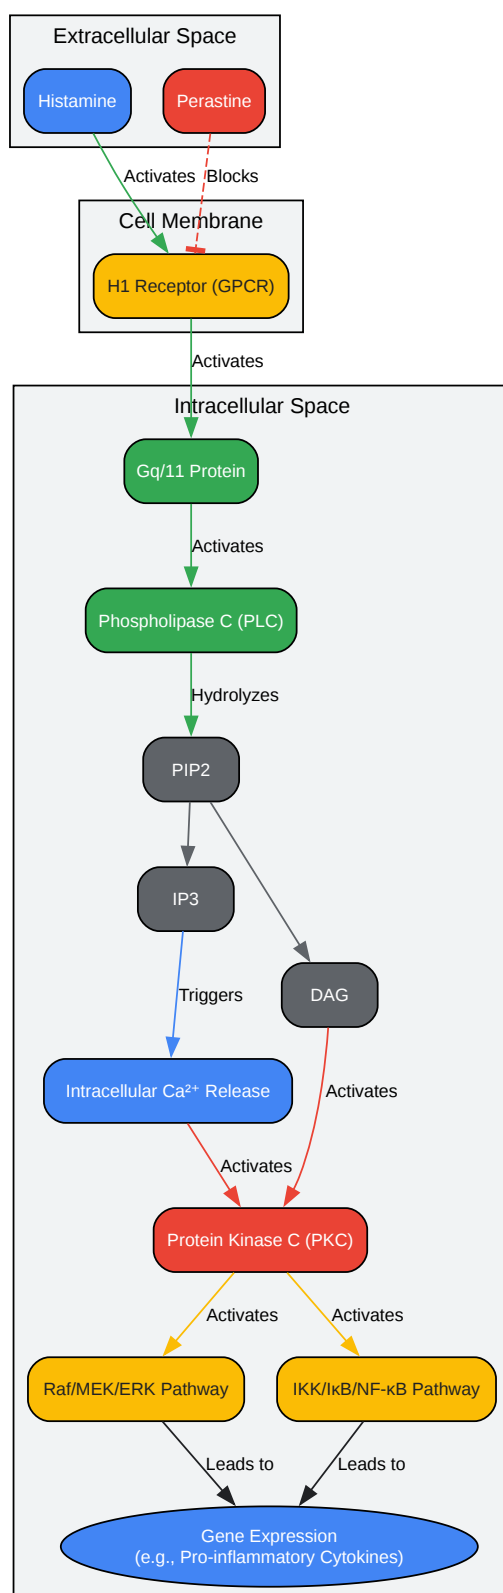 Extracellular Space
Histamine
Perastine
Activates
Blocks
Cell Membrane
H1 Receptor (GPCR)
Activates
Intracellular Space
Gq/11 Protein
Activates
Phospholipase C (PLC)
Hydrolyzes
PIP2
IP3
DAG
Triggers
Intracellular Ca²⁺ Release
Activates
Activates
Protein Kinase C (PKC)
Activates
Activates
Raf/MEK/ERK Pathway
IKK/IκB/NF-κB Pathway
Leads to
Leads to
Gene Expression
(e.g., Pro-inflammatory Cytokines)